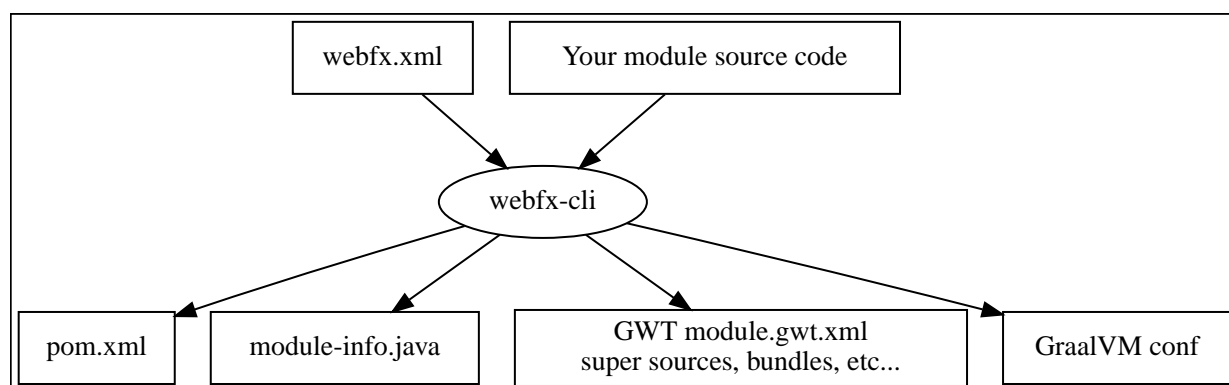 webfx.xml
Your module source code
webfx-cli
pom.xml
module-info.java
GWT module.gwt.xml
super sources, bundles, etc...
GraalVM conf